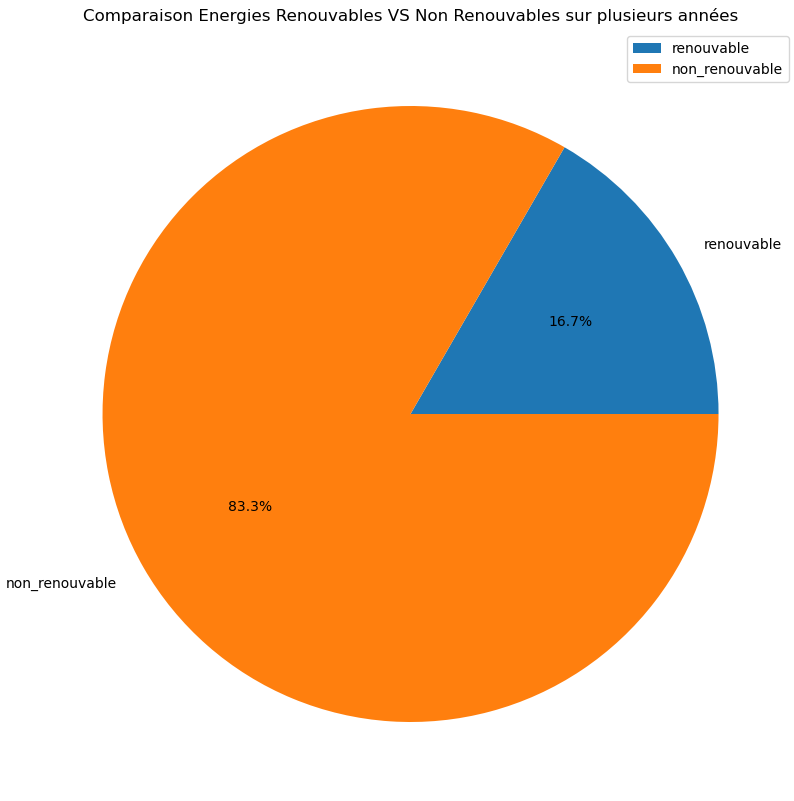 Comparaison Energies Renouvables VS Non Renouvables sur plusieurs années
renouvable
non_renouvable
renouvable
16.7%
83.3%
non_renouvable